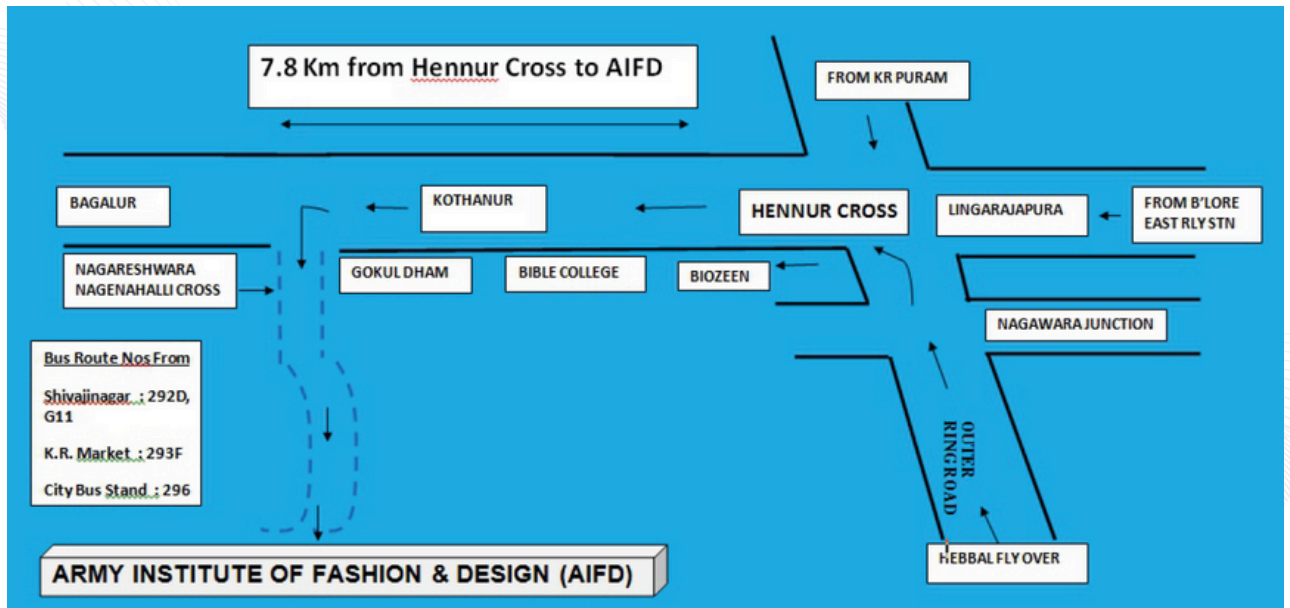 7.8 Km from Hennur Cross to AIFD
FROM KR PURAM
BAGALUR
KOTHANUR
HENNUR CROSS
LINGARAJAPURA
FROM B'LORE
EAST RLY STN
NAGARESHWARA
NAGENAHALLI CROSS
GOKUL DHAM
BIBLE COLLEGE
BIOZEEN
NAGAWARA JUNCTION
Bus Route Nos From
Shivajinagar : 292D,
G11
K.R. Market : 293F
City Bus Stand : 296
OUTER
RING ROAD
HEBBAL FLY OVER
ARMY INSTITUTE OF FASHION & DESIGN (AIFD)